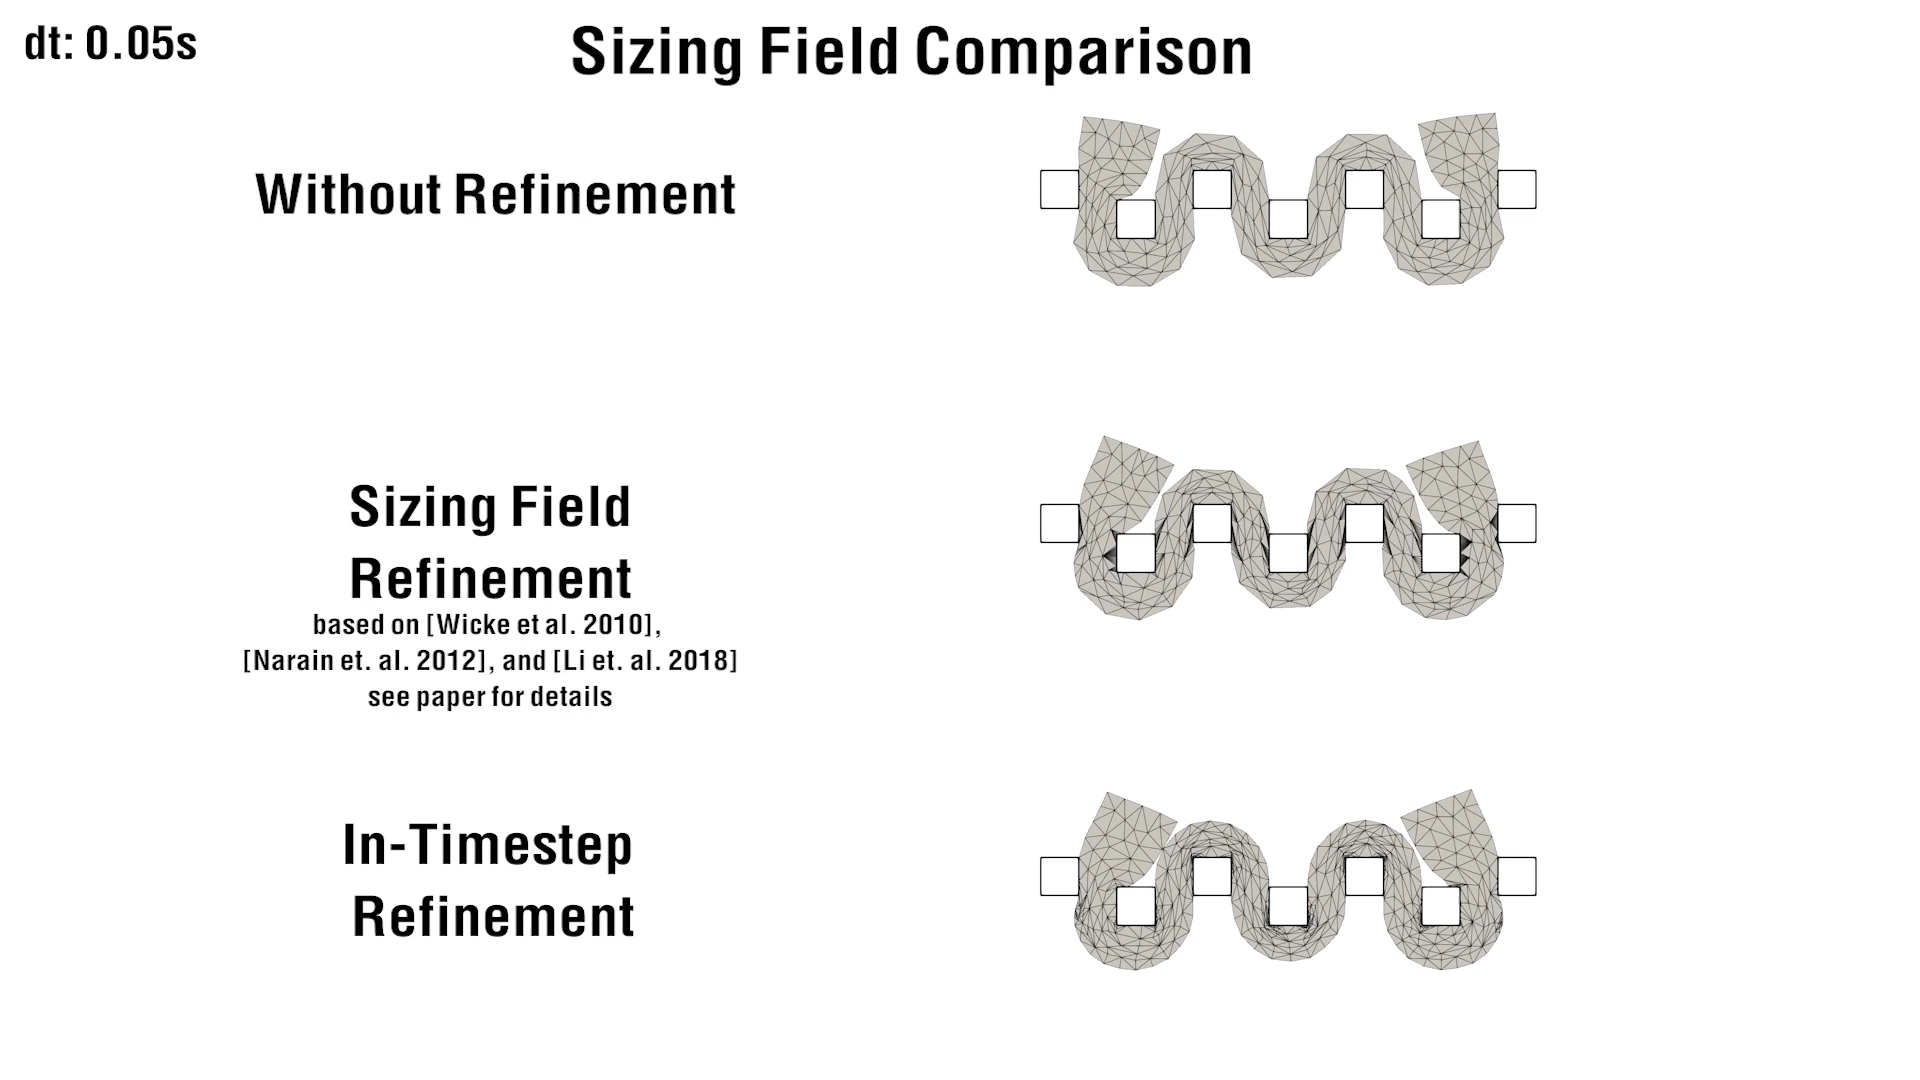 dt: 0.05s
Sizing Field Comparison
Without Refinement
Sizing Field
Refinement
based on [Wicke et al. 2010],
[Narain et. al. 2012], and [Li et. al. 2018]
see paper for details
In-Timestep
Refinement